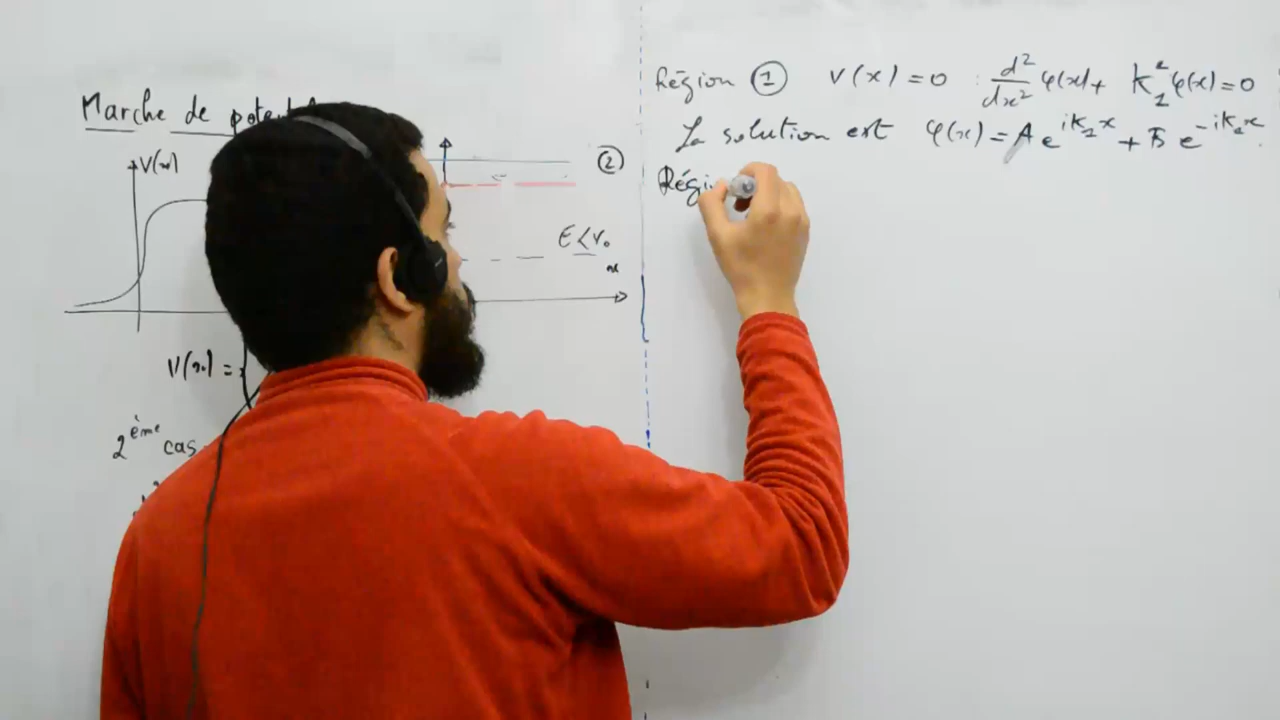 Marche de
V(x)
②
E < V₀
x
V(x) =
2ème cas
Région ① V(x) = 0 : d²/dx² φ(x) + k₁² φ(x) = 0
La solution est φ(x) = A e^{ik₁x} + B e^{-ik₁x}.
Régi